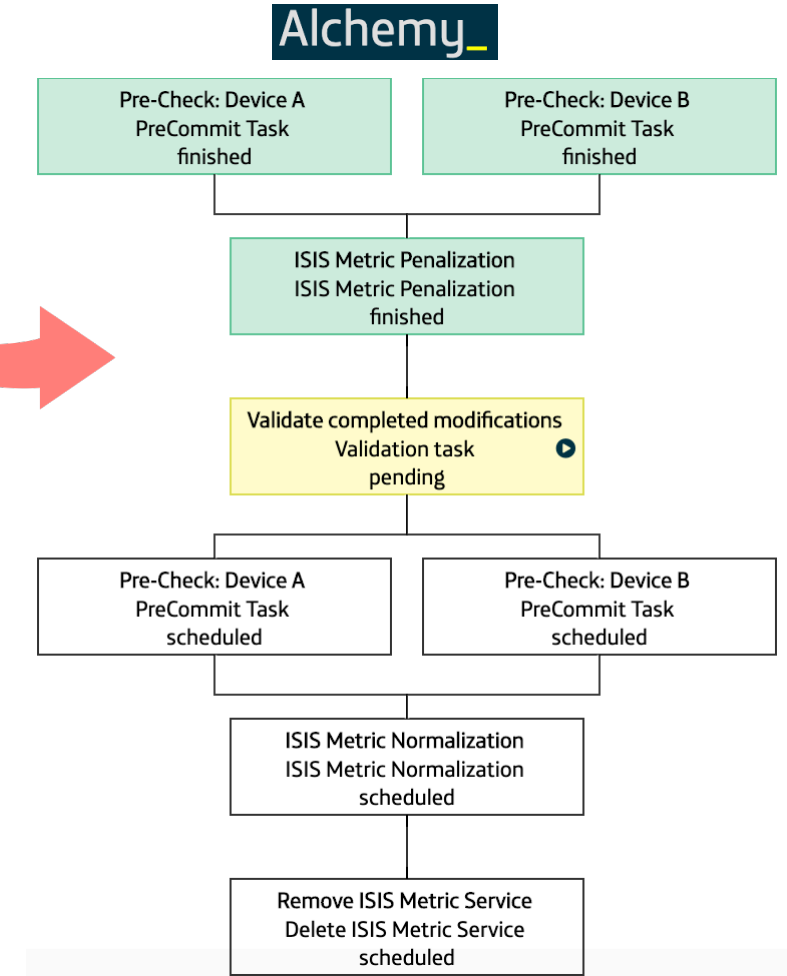 Alchemy_
Pre-Check: Device A
PreCommit Task
finished
Pre-Check: Device B
PreCommit Task
finished
ISIS Metric Penalization
ISIS Metric Penalization
finished
Validate completed modifications
Validation task
pending
Pre-Check: Device A
PreCommit Task
scheduled
Pre-Check: Device B
PreCommit Task
scheduled
ISIS Metric Normalization
ISIS Metric Normalization
scheduled
Remove ISIS Metric Service
Delete ISIS Metric Service
scheduled